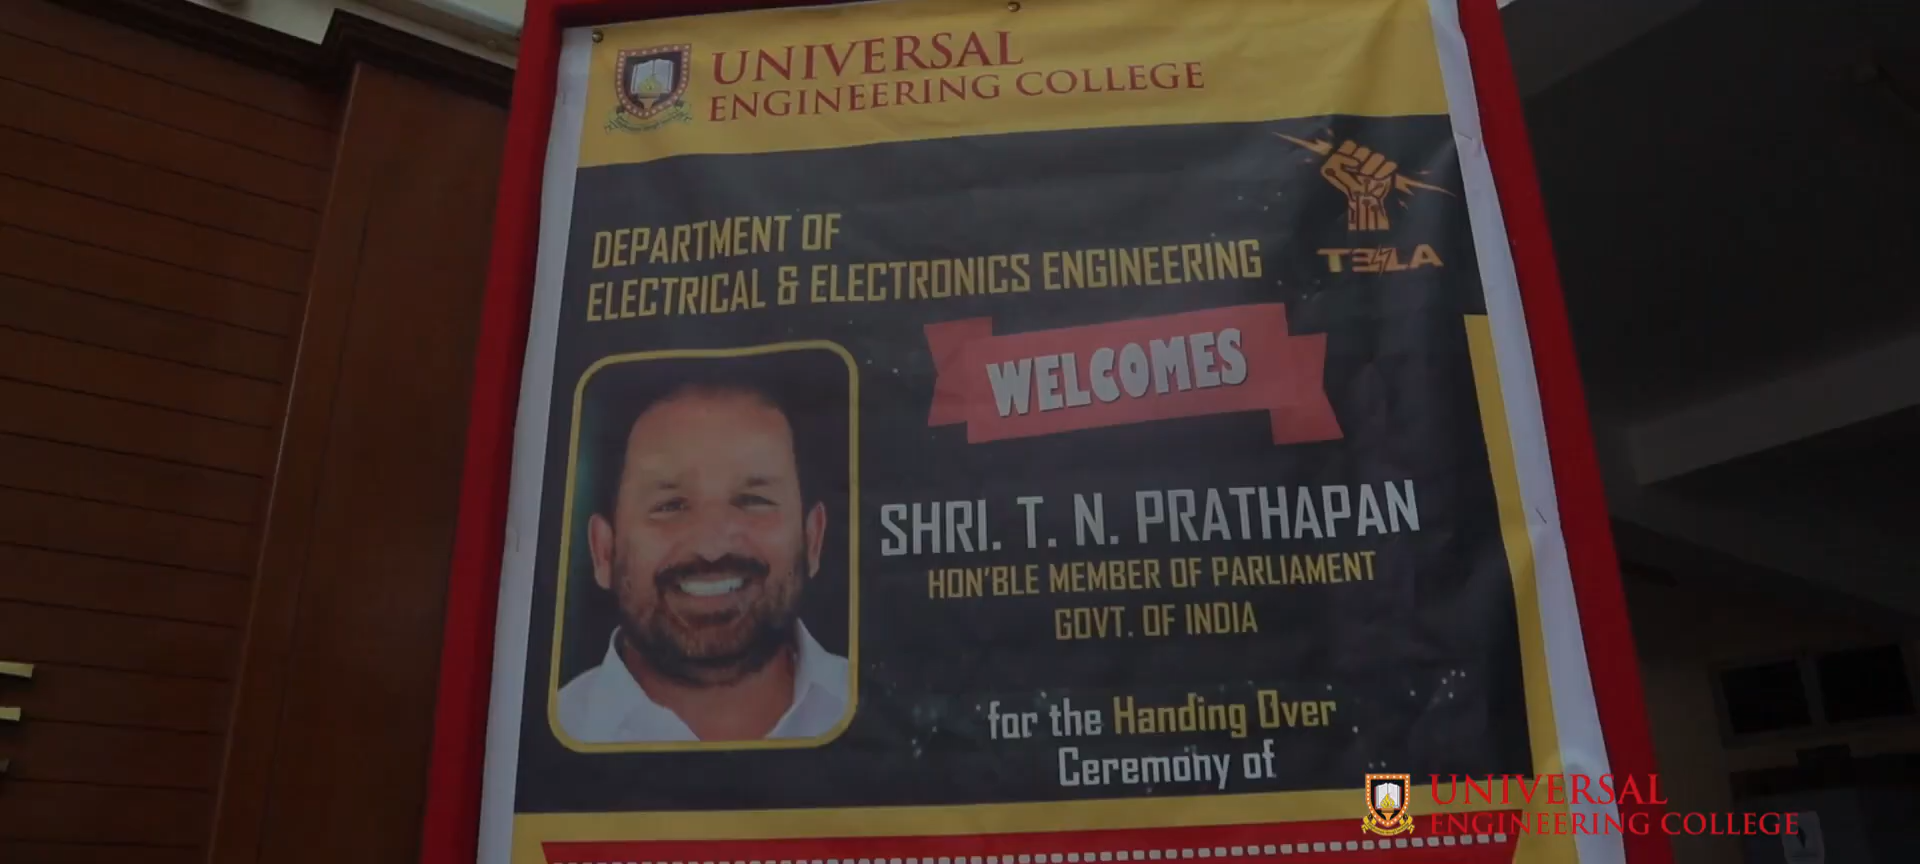 UNIVERSAL
ENGINEERING COLLEGE
TESLA
DEPARTMENT OF
ELECTRICAL & ELECTRONICS ENGINEERING
WELCOMES
SHRI. T. N. PRATHAPAN
HON'BLE MEMBER OF PARLIAMENT
GOVT. OF INDIA
for the Handing Over
Ceremony of
UNIVERSAL
ENGINEERING COLLEGE